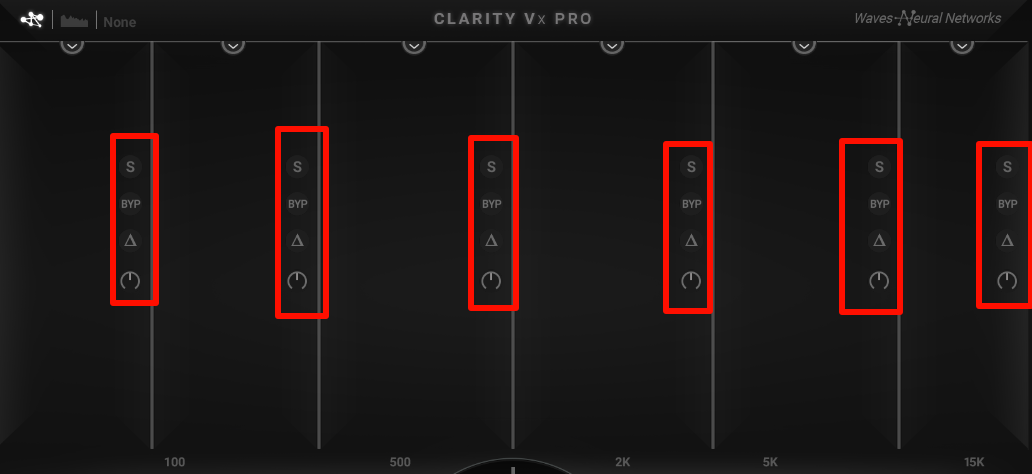 None
CLARITY Vx PRO
Waves Neural Networks
S S S S S S
BYP BYP BYP BYP BYP BYP
Δ Δ Δ Δ Δ Δ
100 500 2K 5K 15K